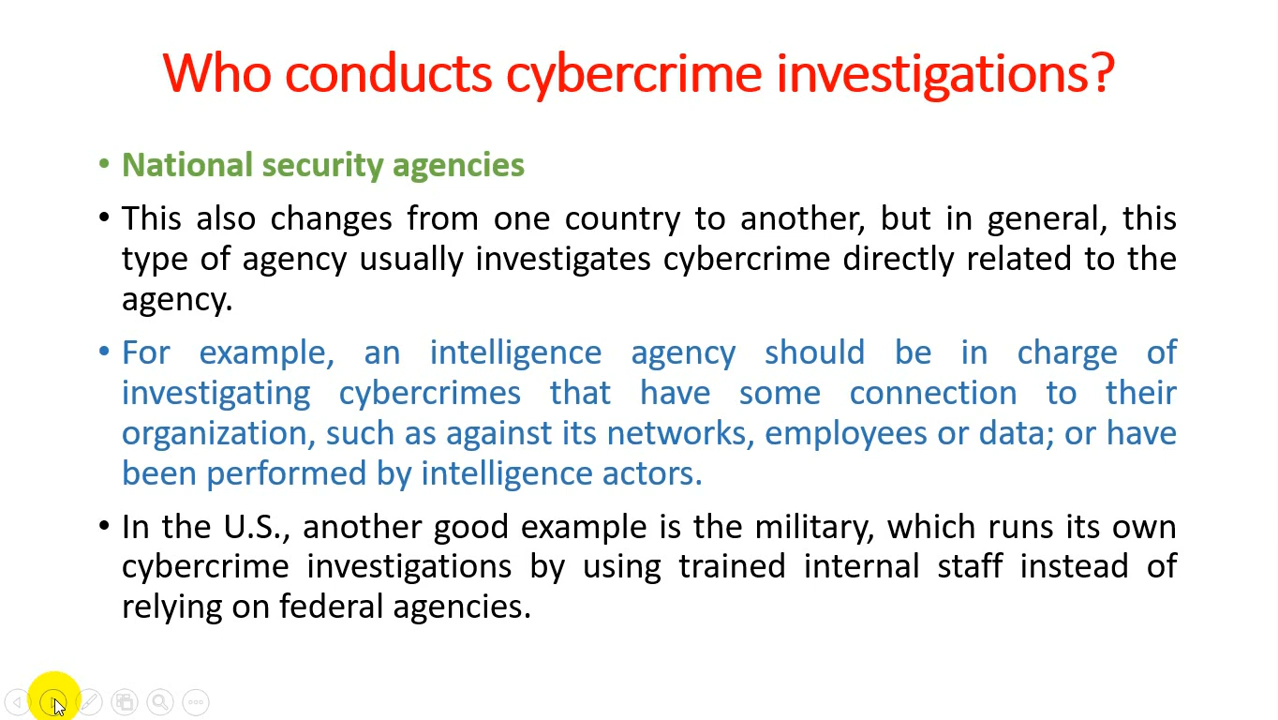 Who conducts cybercrime investigations?
• National security agencies
• This also changes from one country to another, but in general, this
type of agency usually investigates cybercrime directly related to the
agency.
• For example, an intelligence agency should be in charge of
investigating cybercrimes that have some connection to their
organization, such as against its networks, employees or data; or have
been performed by intelligence actors.
• In the U.S., another good example is the military, which runs its own
cybercrime investigations by using trained internal staff instead of
relying on federal agencies.